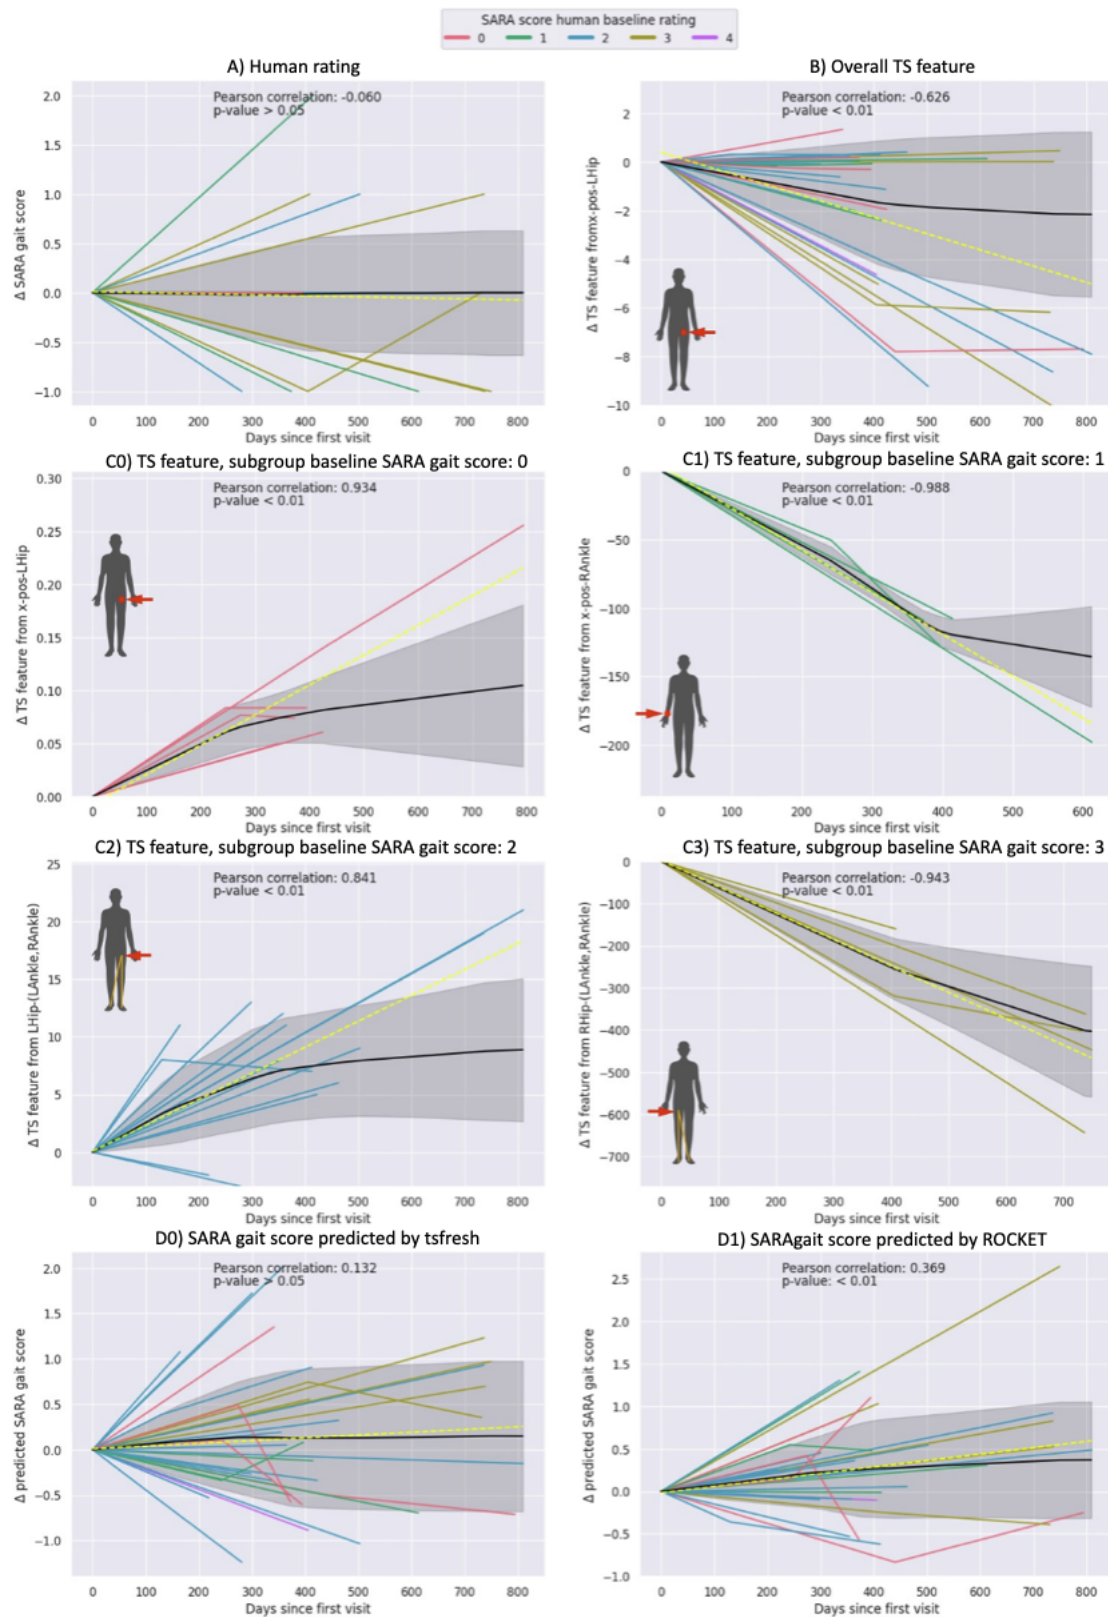 SARA score human baseline rating
0 1 2 3 4
A) Human rating
Pearson correlation: -0.060
p-value > 0.05
Δ SARA gait score
2.0
1.5
1.0
0.5
0.0
−0.5
−1.0
0 100 200 300 400 500 600 700 800
Days since first visit
B) Overall TS feature
Pearson correlation: -0.626
p-value < 0.01
Δ TS feature fromx-pos-LHip
2
0
−2
−4
−6
−8
−10
0 100 200 300 400 500 600 700 800
Days since first visit
C0) TS feature, subgroup baseline SARA gait score: 0
Pearson correlation: 0.934
p-value < 0.01
Δ TS feature from x-pos-LHip
0.30
0.25
0.20
0.15
0.10
0.05
0.00
0 100 200 300 400 500 600 700 800
Days since first visit
C1) TS feature, subgroup baseline SARA gait score: 1
Pearson correlation: -0.988
p-value < 0.01
Δ TS feature from x-pos-RAnkle
0
−50
−100
−150
−200
0 100 200 300 400 500 600
Days since first visit
C2) TS feature, subgroup baseline SARA gait score: 2
Pearson correlation: 0.841
p-value < 0.01
Δ TS feature from LHip-(LAnkle,RAnkle)
25
20
15
10
5
0
0 100 200 300 400 500 600 700 800
Days since first visit
C3) TS feature, subgroup baseline SARA gait score: 3
Pearson correlation: -0.943
p-value < 0.01
Δ TS feature from RHip-(LAnkle,RAnkle)
0
−100
−200
−300
−400
−500
−600
−700
0 100 200 300 400 500 600 700
Days since first visit
D0) SARA gait score predicted by tsfresh
Pearson correlation: 0.132
p-value > 0.05
Δ predicted SARA gait score
2.0
1.5
1.0
0.5
0.0
−0.5
−1.0
0 100 200 300 400 500 600 700 800
Days since first visit
D1) SARAgait score predicted by ROCKET
Pearson correlation: 0.369
p-value: < 0.01
Δ predicted SARA gait score
2.5
2.0
1.5
1.0
0.5
0.0
−0.5
−1.0
0 100 200 300 400 500 600 700 800
Days since first visit